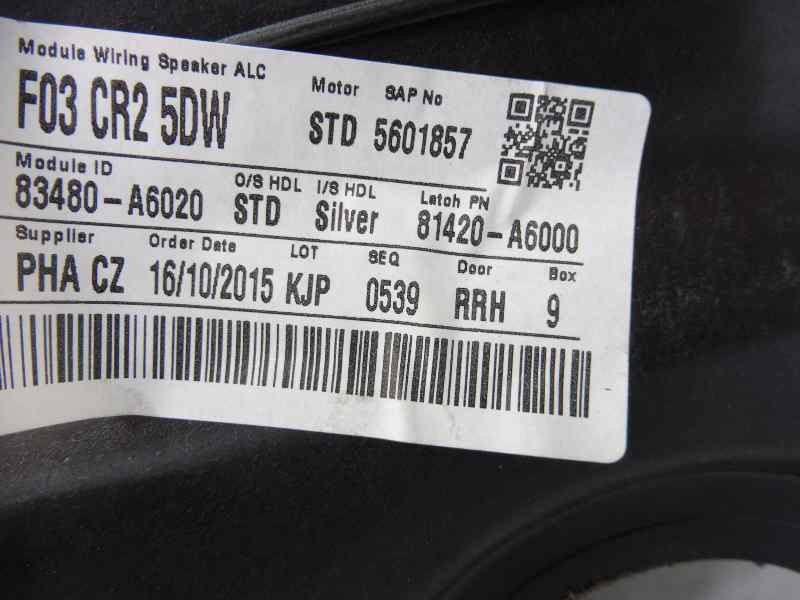 Module Wiring Speaker ALC
F03 CR2 5DW
Motor SAP No
STD 5601857
Module ID O/S HDL I/S HDL Latch PN
83480-A6020 STD Silver 81420-A6000
Supplier Order Date LOT SEQ Door Box
PHA CZ 16/10/2015 KJP 0539 RRH 9